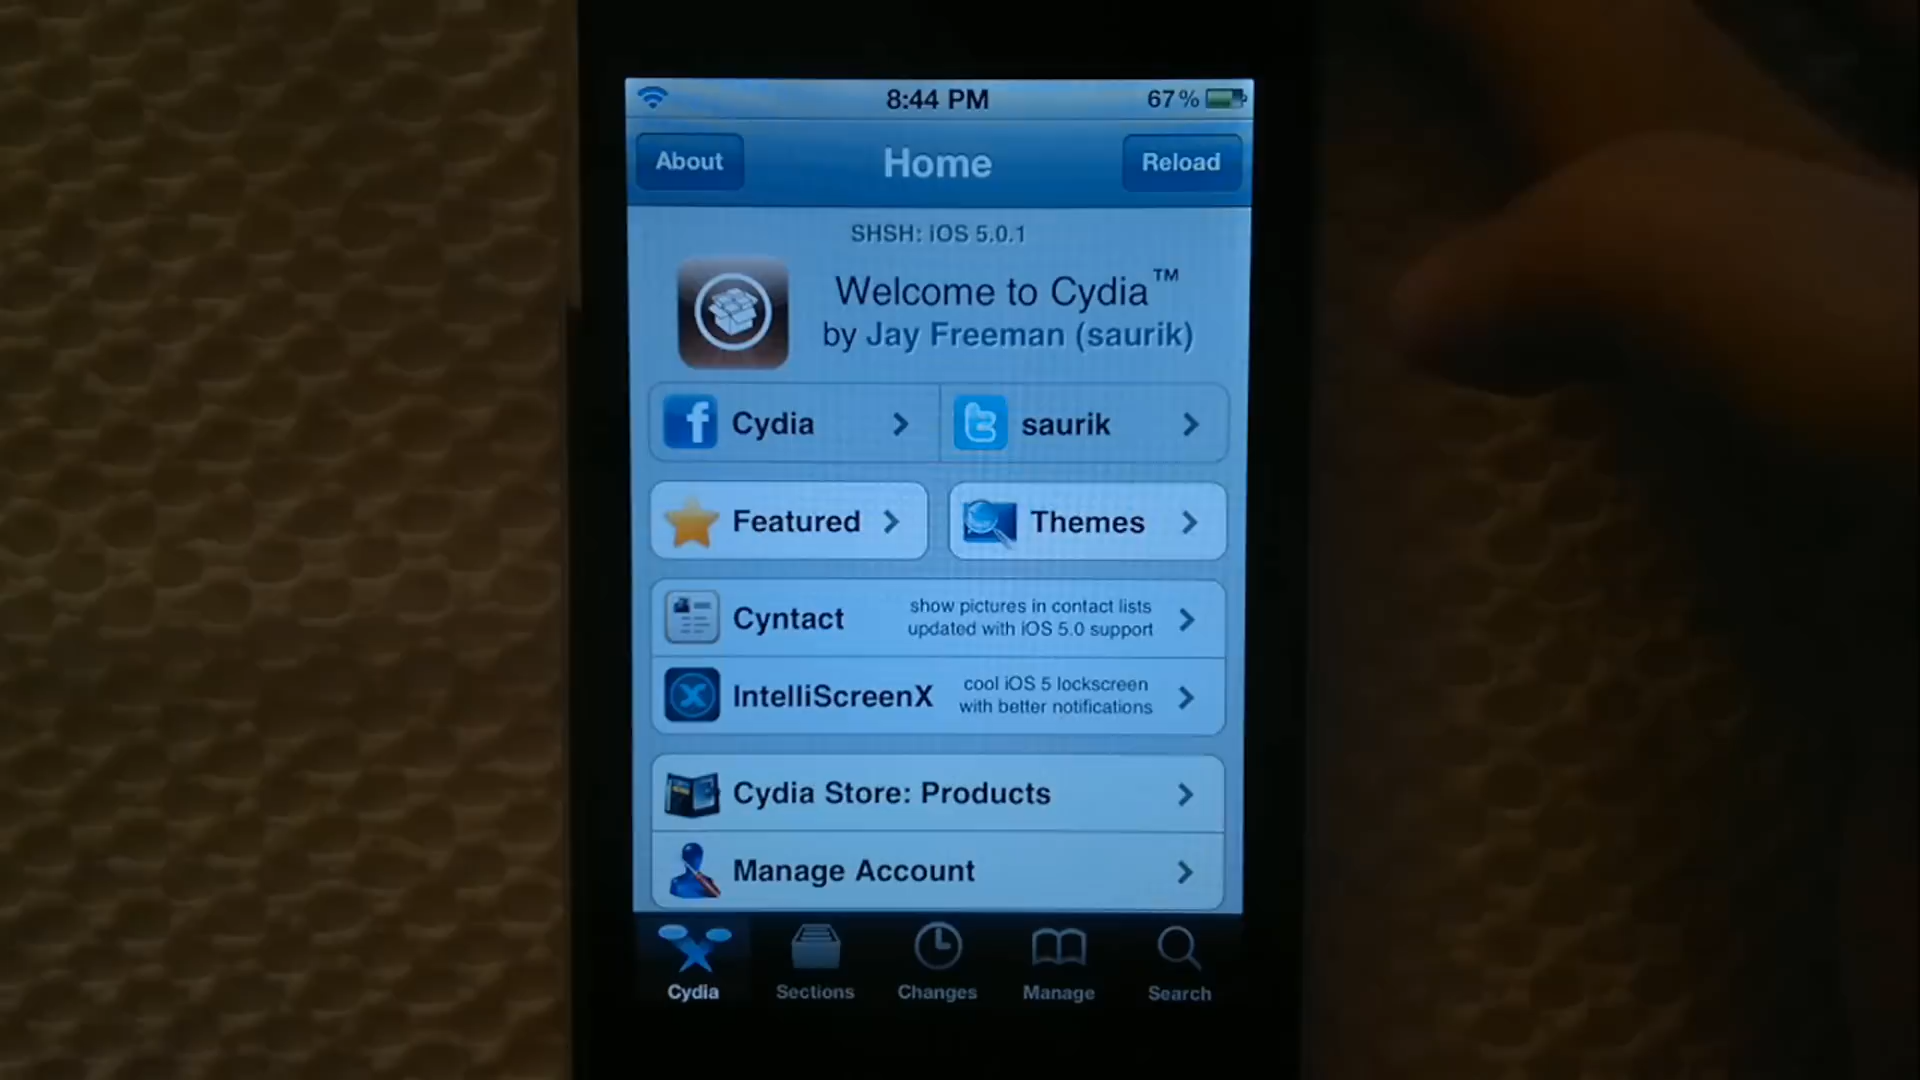 8:44 PM 67%
About Home Reload
SHSH: iOS 5.0.1
Welcome to Cydia™
by Jay Freeman (saurik)
Cydia saurik
Featured Themes
Cyntact show pictures in contact lists
updated with iOS 5.0 support
IntelliScreenX cool iOS 5 lockscreen
with better notifications
Cydia Store: Products
Manage Account
Cydia Sections Changes Manage Search